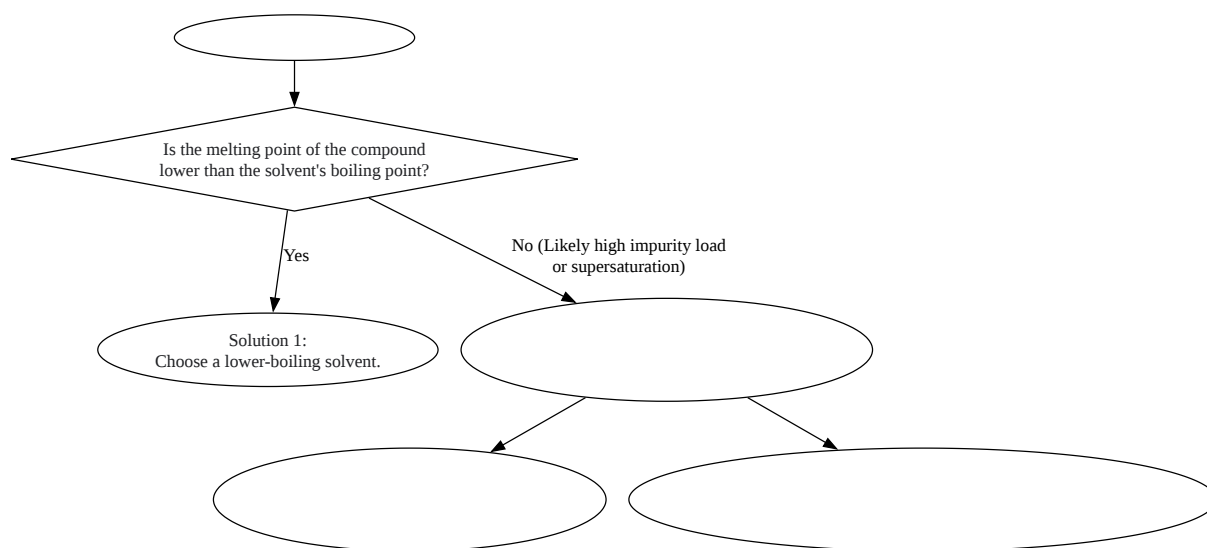 Is the melting point of the compound
lower than the solvent's boiling point?
Yes
No (Likely high impurity load
or supersaturation)
Solution 1:
Choose a lower-boiling solvent.